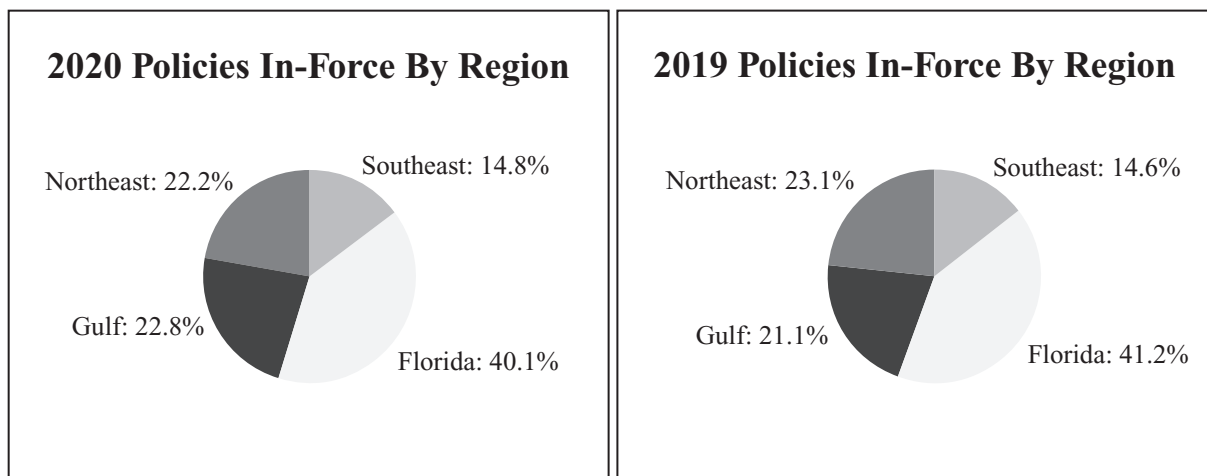 2020 Policies In-Force By Region
Southeast: 14.8%
Northeast: 22.2%
Gulf: 22.8%
Florida: 40.1%
2019 Policies In-Force By Region
Southeast: 14.6%
Northeast: 23.1%
Gulf: 21.1%
Florida: 41.2%